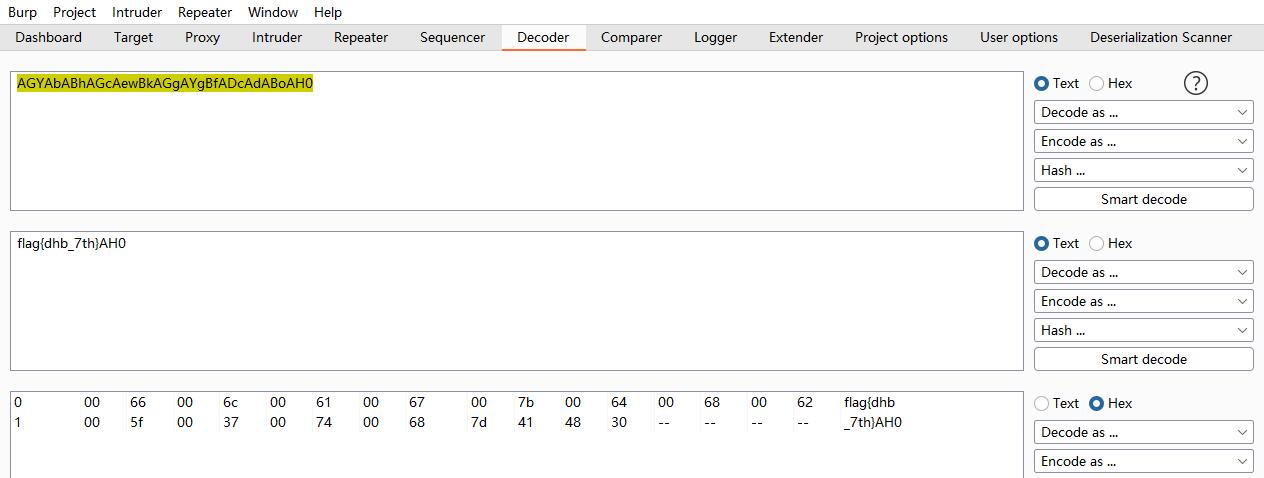 Burp Project Intruder Repeater Window Help
Dashboard Target Proxy Intruder Repeater Sequencer Decoder Comparer Logger Extender Project options User options Deserialization Scanner
AGYAbABhAGcAewBkAGgAYgBfADcAdABoAH0
Text Hex ?
Decode as ...
Encode as ...
Hash ...
Smart decode
flag{dhb_7th}AH0
Text Hex
Decode as ...
Encode as ...
Hash ...
Smart decode
0 00 66 00 6c 00 61 00 67 00 7b 00 64 00 68 00 62 flag{dhb
1 00 5f 00 37 00 74 00 68 7d 41 48 30 -- -- -- -- _7th}AH0
Text Hex
Decode as ...
Encode as ...